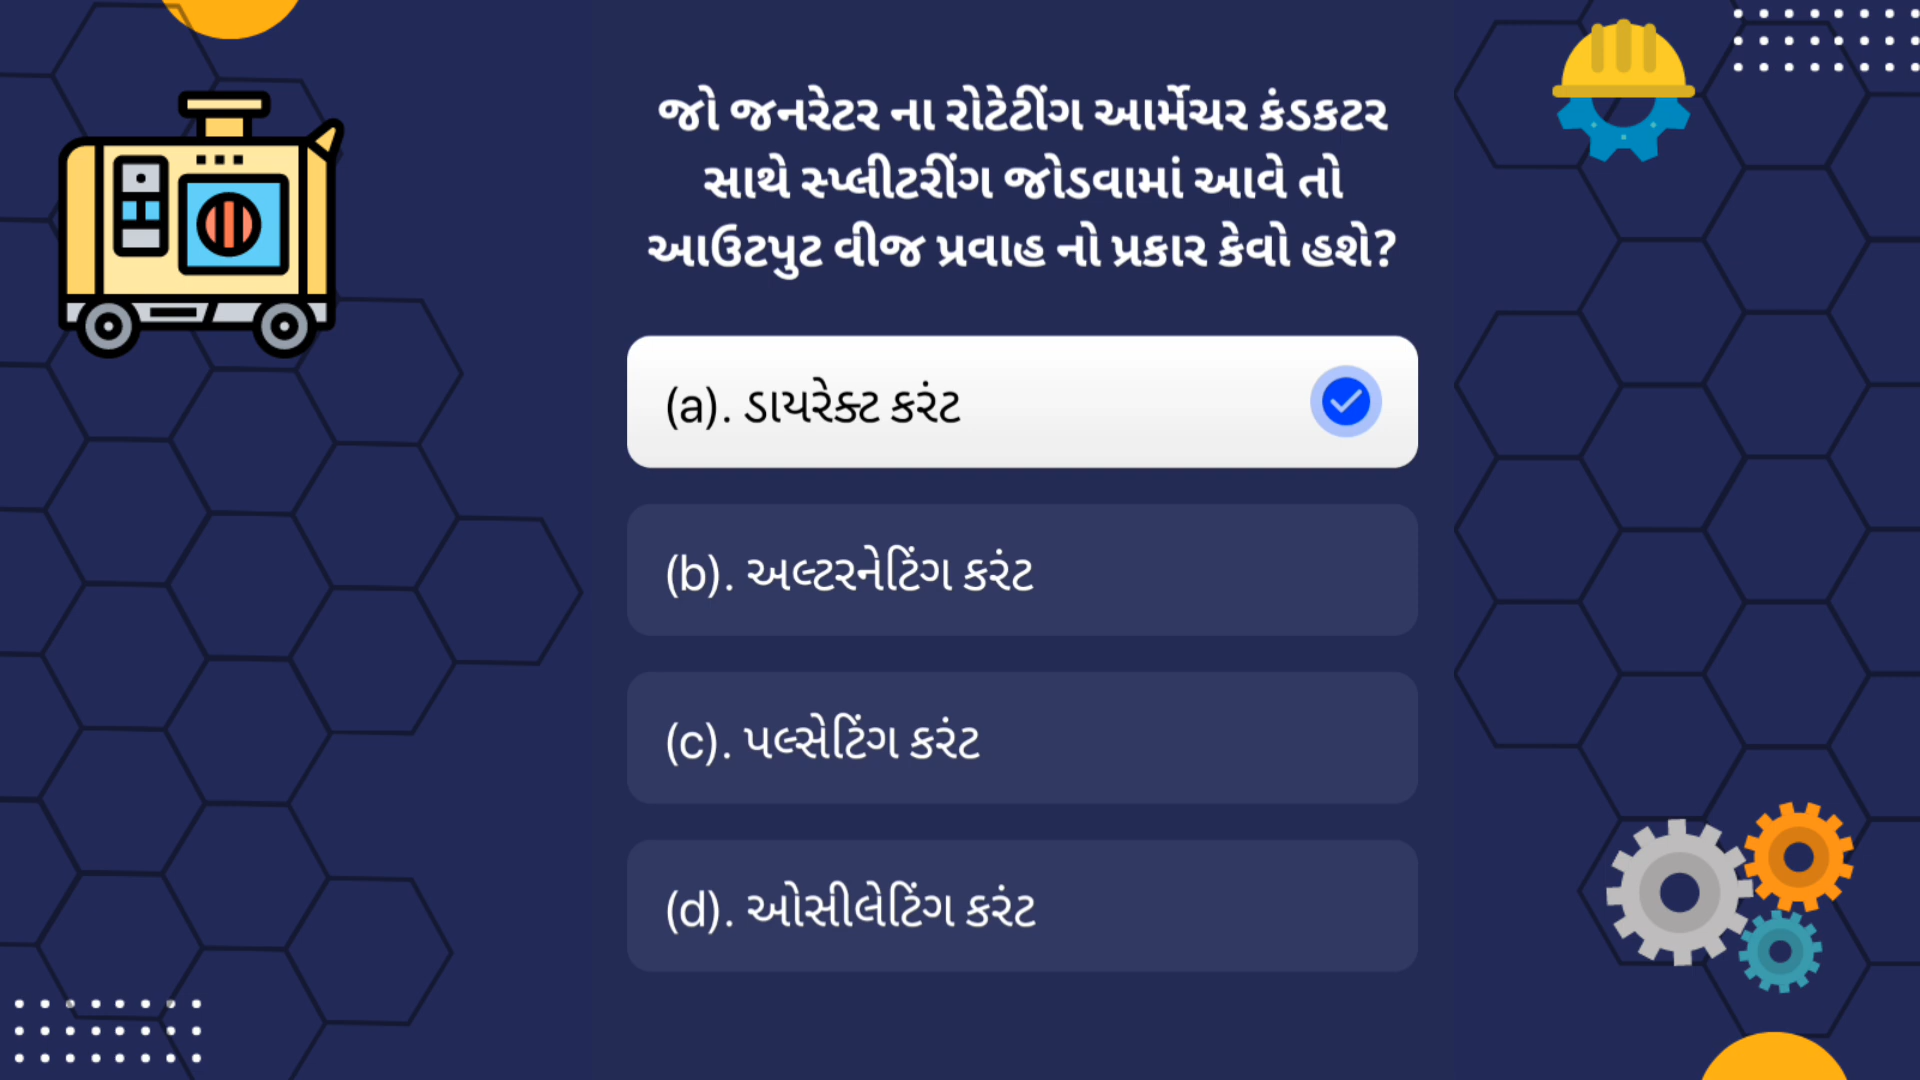 જો જનરેટર ના રોટેટીંગ આર્મેચર કંડકટર
સાથે સ્પ્લીટરીંગ જોડવામાં આવે તો
આઉટપુટ વીજ પ્રવાહ નો પ્રકાર કેવો હશે?
(a). ડાયરેક્ટ કરંટ
(b). અલ્ટરનેટિંગ કરંટ
(c). પલ્સેટિંગ કરંટ
(d). ઓસીલેટિંગ કરંટ